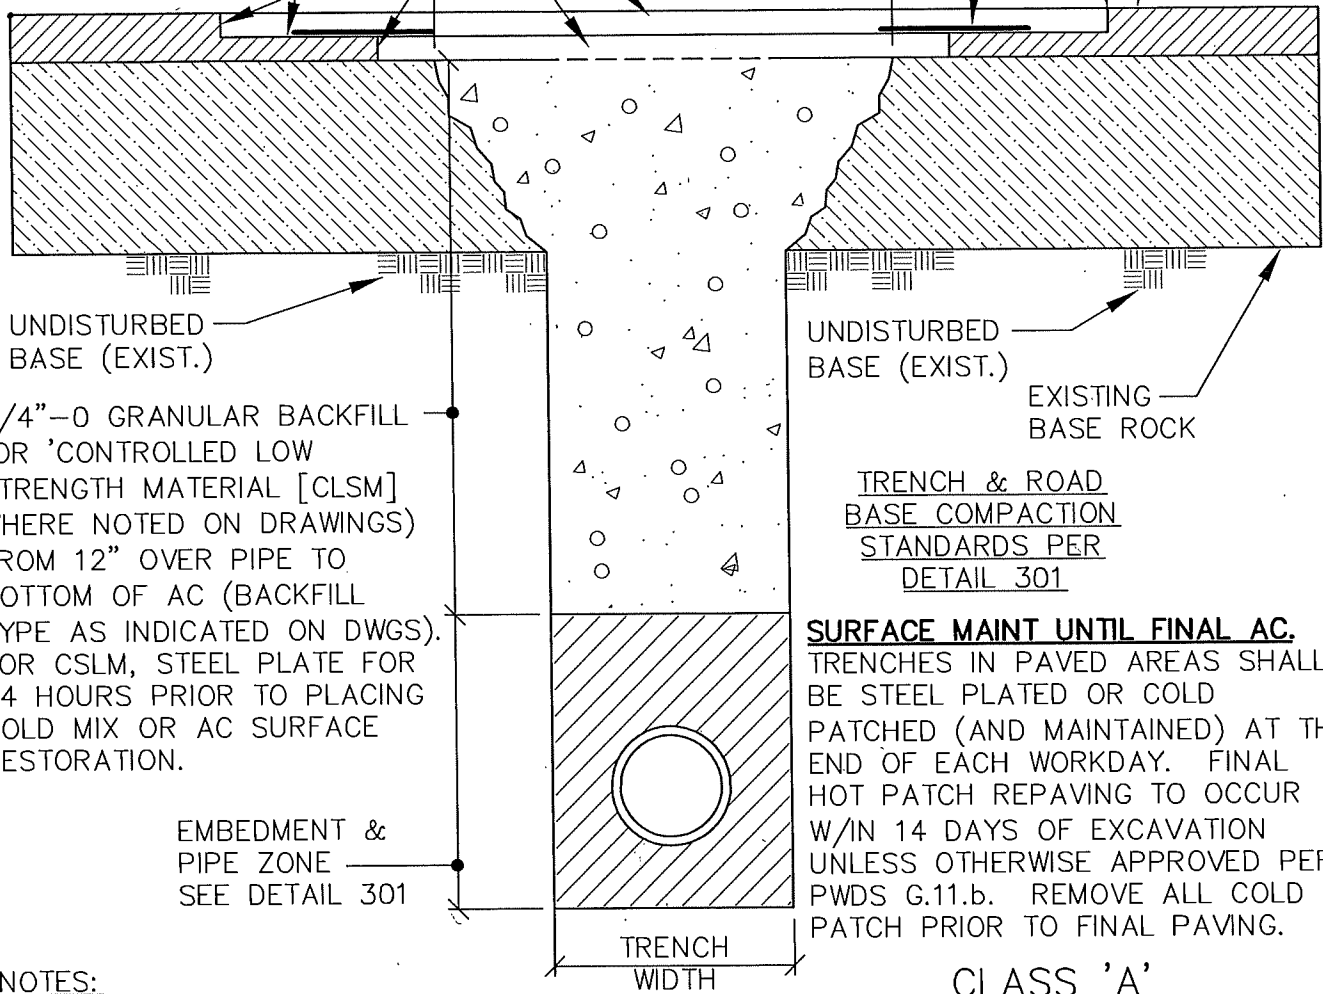 UNDISTURBED
BASE (EXIST.)
UNDISTURBED
BASE (EXIST.)
EXISTING
BASE ROCK
/4"-0 GRANULAR BACKFILL
OR 'CONTROLLED LOW
TRENGTH MATERIAL [CLSM]
HERE NOTED ON DRAWINGS)
ROM 12" OVER PIPE TO
OTTOM OF AC (BACKFILL
YPE AS INDICATED ON DWGS).
OR CSLM, STEEL PLATE FOR
4 HOURS PRIOR TO PLACING
OLD MIX OR AC SURFACE
ESTORATION.
TRENCH & ROAD
BASE COMPACTION
STANDARDS PER
DETAIL 301
SURFACE MAINT UNTIL FINAL AC.
TRENCHES IN PAVED AREAS SHALL
BE STEEL PLATED OR COLD
PATCHED (AND MAINTAINED) AT TH
END OF EACH WORKDAY. FINAL
HOT PATCH REPAVING TO OCCUR
W/IN 14 DAYS OF EXCAVATION
UNLESS OTHERWISE APPROVED PER
PWDS G.11.b. REMOVE ALL COLD
PATCH PRIOR TO FINAL PAVING.
EMBEDMENT &
PIPE ZONE
SEE DETAIL 301
TRENCH
WIDTH
NOTES:
CLASS 'A'